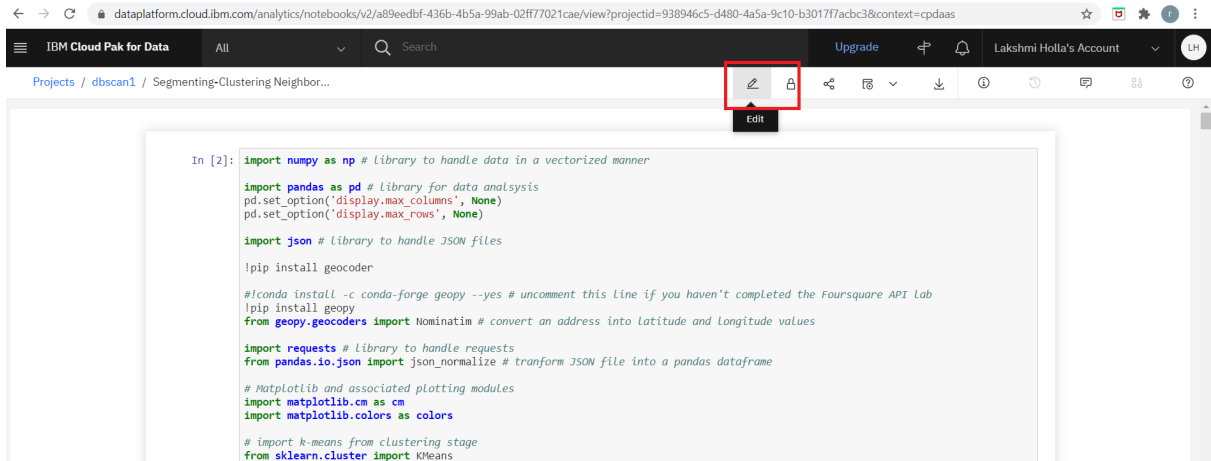 dataplatform.cloud.ibm.com/analytics/notebooks/v2/a89eedbf-436b-4b5a-99ab-02ff77021cae/view?projectid=938946c5-d480-4a5a-9c10-b3017f7acbc3&context=cpdaas
r
IBM Cloud Pak for Data All Search Upgrade Lakshmi Holla's Account LH
Projects / dbscan1 / Segmenting-Clustering Neighbor...
Edit
In [2]: import numpy as np # library to handle data in a vectorized manner
import pandas as pd # library for data analsysis
pd.set_option('display.max_columns', None)
pd.set_option('display.max_rows', None)
import json # library to handle JSON files
!pip install geocoder
#!conda install -c conda-forge geopy --yes # uncomment this line if you haven't completed the Foursquare API lab
!pip install geopy
from geopy.geocoders import Nominatim # convert an address into latitude and longitude values
import requests # library to handle requests
from pandas.io.json import json_normalize # tranform JSON file into a pandas dataframe
# Matplotlib and associated plotting modules
import matplotlib.cm as cm
import matplotlib.colors as colors
# import k-means from clustering stage
from sklearn.cluster import KMeans